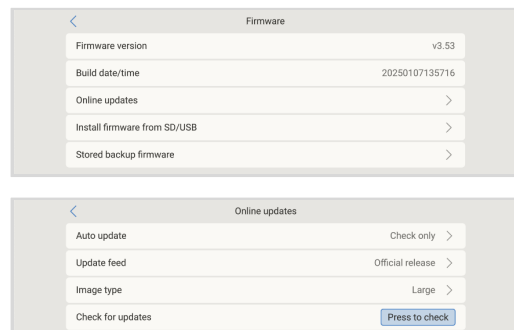 Firmware
Firmware version v3.53
Build date/time 20250107135716
Online updates
Install firmware from SD/USB
Stored backup firmware
Online updates
Auto update Check only
Update feed Official release
Image type Large
Check for updates Press to check